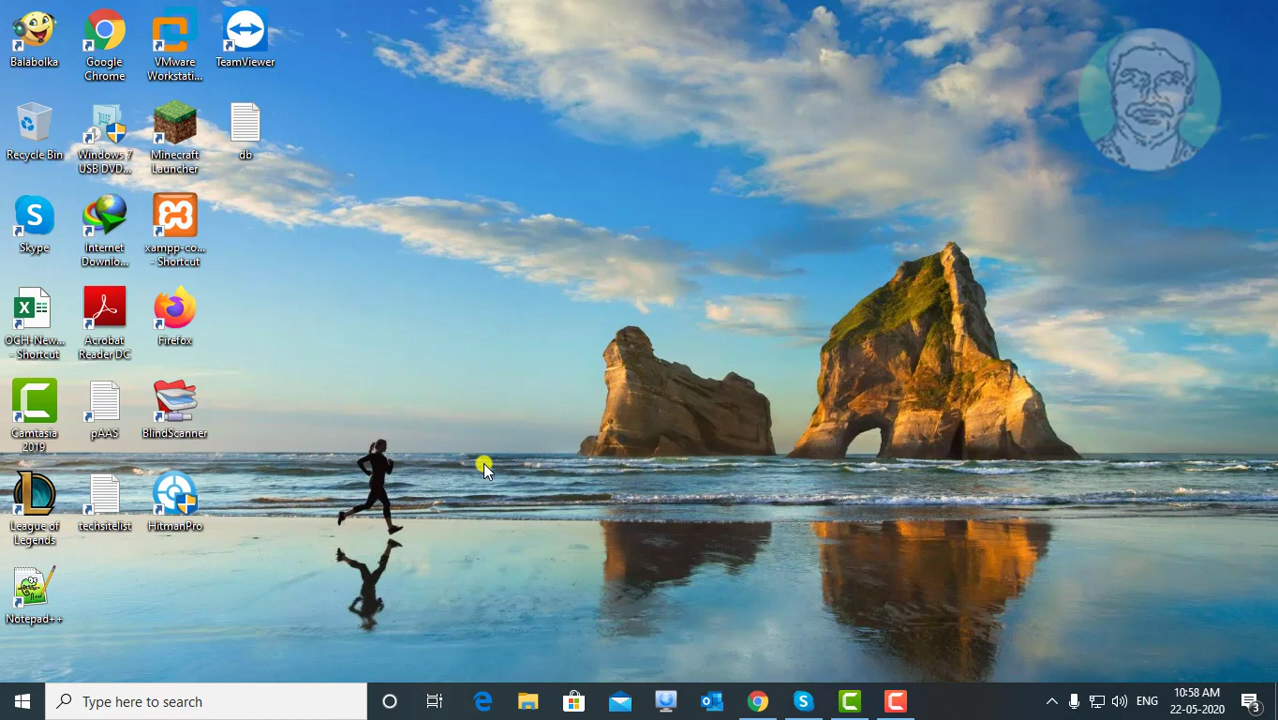 Balabolka
Google
Chrome
VMware
Workstati...
TeamViewer
Recycle Bin
Windows 7
USB DVD...
Minecraft
Launcher
db
Skype
Internet
Downlo...
xampp-co...
- Shortcut
OCH-New...
- Shortcut
Acrobat
Reader DC
Firefox
Camtasia
2019
pAAS
BlindScanner
League of
Legends
techsitelist
HitmanPro
Notepad++
Type here to search
ENG
10:58 AM
22-05-2020
3